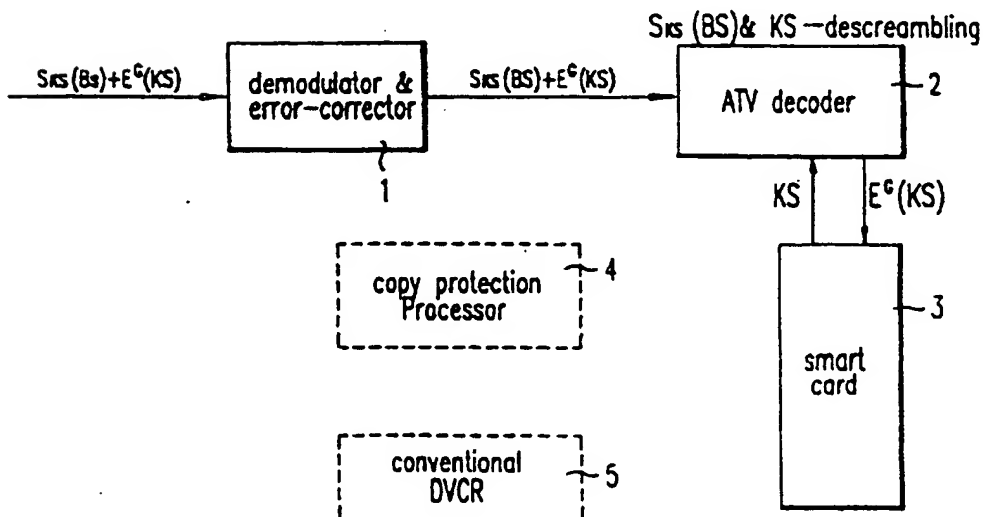 SKS (BS)& KS—descreambling
SKS(BS)+E^G(KS)
demodulator &
error-corrector
SKS(BS)+E^G(KS)
ATV decoder
2
1
KS
E^G(KS)
copy protection
Processor
4
smart
card
3
conventional
DVCR
5